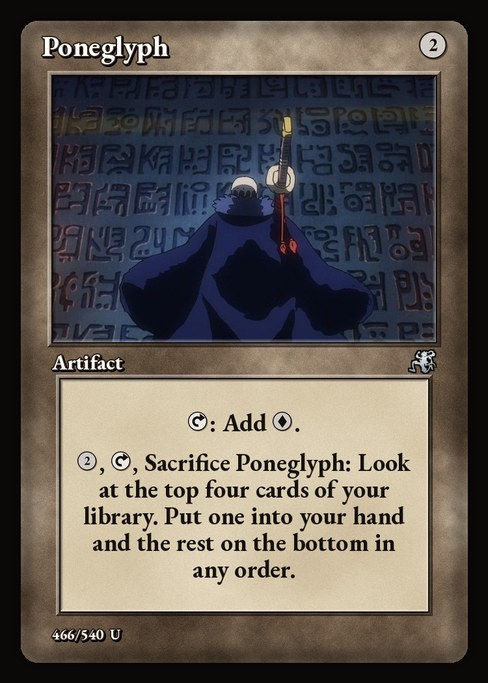 Poneglyph 2
Artifact
: Add .
2, , Sacrifice Poneglyph: Look
at the top four cards of your
library. Put one into your hand
and the rest on the bottom in
any order.
466/540 U